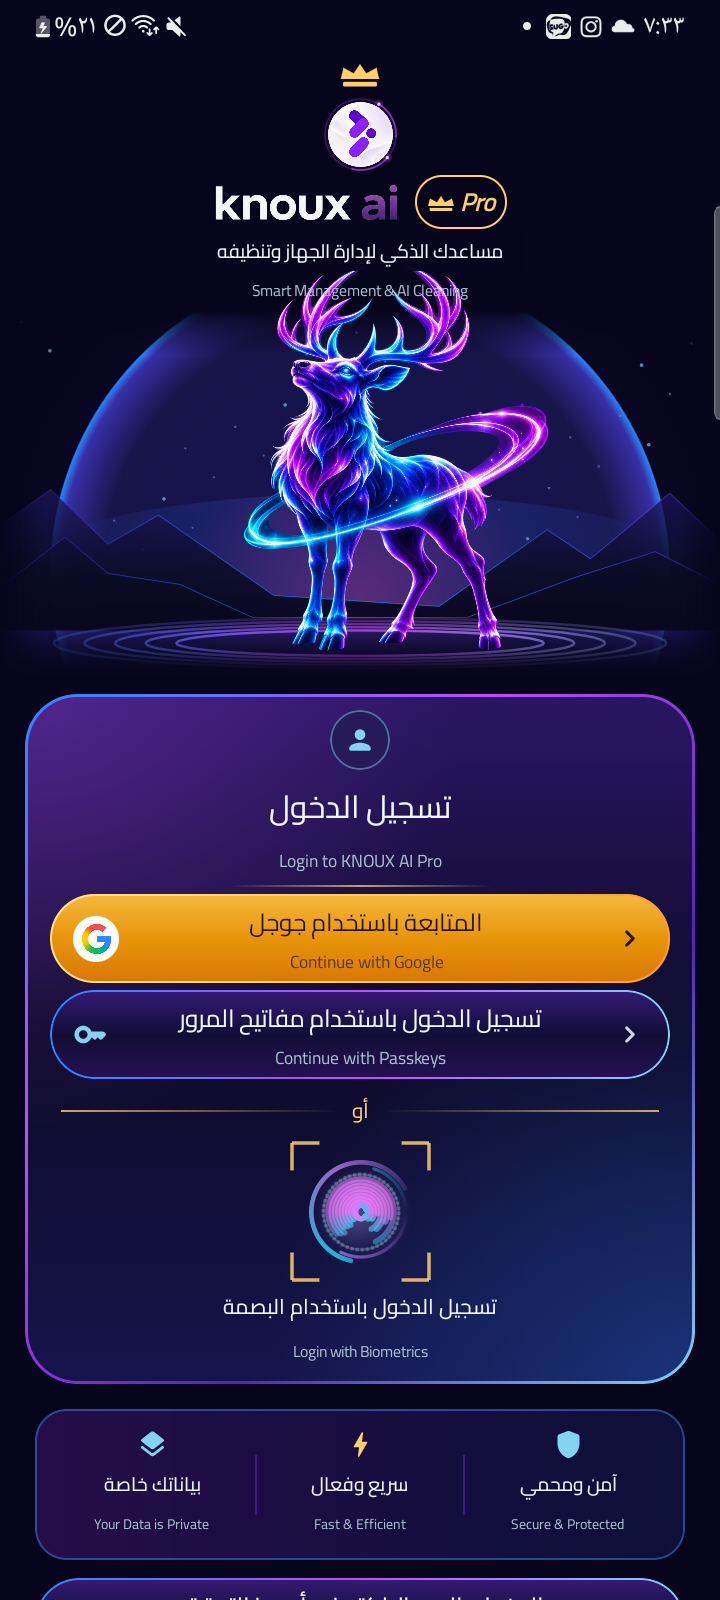 ٧:٣٣
%٢١
knoux ai Pro
مساعدك الذكي لإدارة الجهاز وتنظيفه
Smart Management & AI Cleaning
تسجيل الدخول
Login to KNOUX AI Pro
المتابعة باستخدام جوجل
Continue with Google
تسجيل الدخول باستخدام مفاتيح المرور
Continue with Passkeys
أو
تسجيل الدخول باستخدام البصمة
Login with Biometrics
آمن ومحمي
Secure & Protected
سريع وفعال
Fast & Efficient
بياناتك خاصة
Your Data is Private